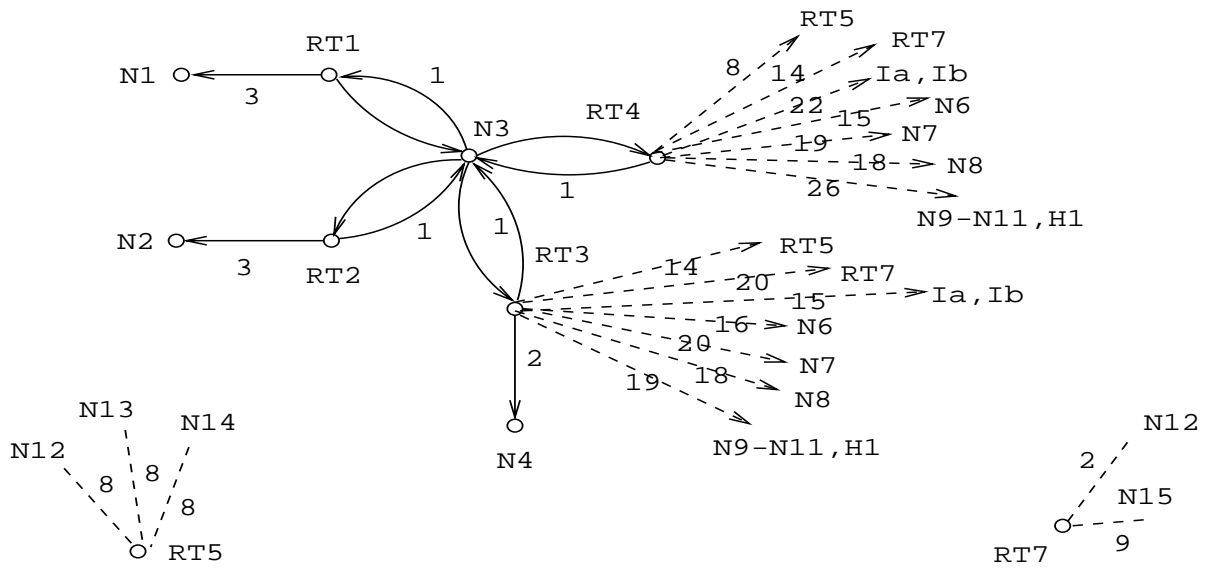 RT5
RT7
RT1
N1
1
8
14
Ia,Ib
3
22
N6
RT4
15
N3
N7
19
18
N8
1
26
N9-N11,H1
1
1
N2
RT3
RT5
3
RT2
14
RT7
20
15
Ia,Ib
16
N6
20
2
N7
18
19
N8
N13
N14
N12
N12
N9-N11,H1
N4
2
8
8
N15
8
RT5
RT7
9